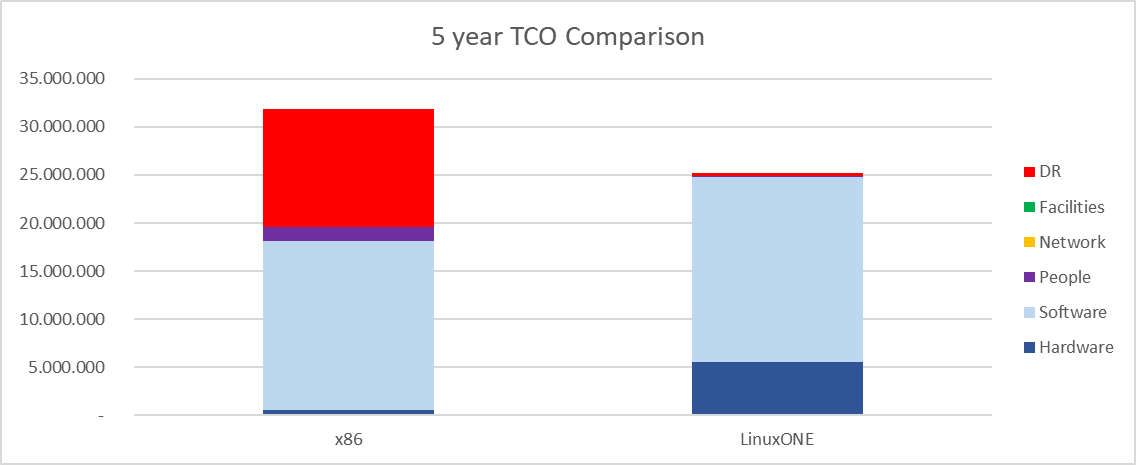 5 year TCO Comparison
35.000.000
30.000.000
25.000.000
20.000.000
15.000.000
10.000.000
5.000.000
-
x86
LinuxONE
DR
Facilities
Network
People
Software
Hardware